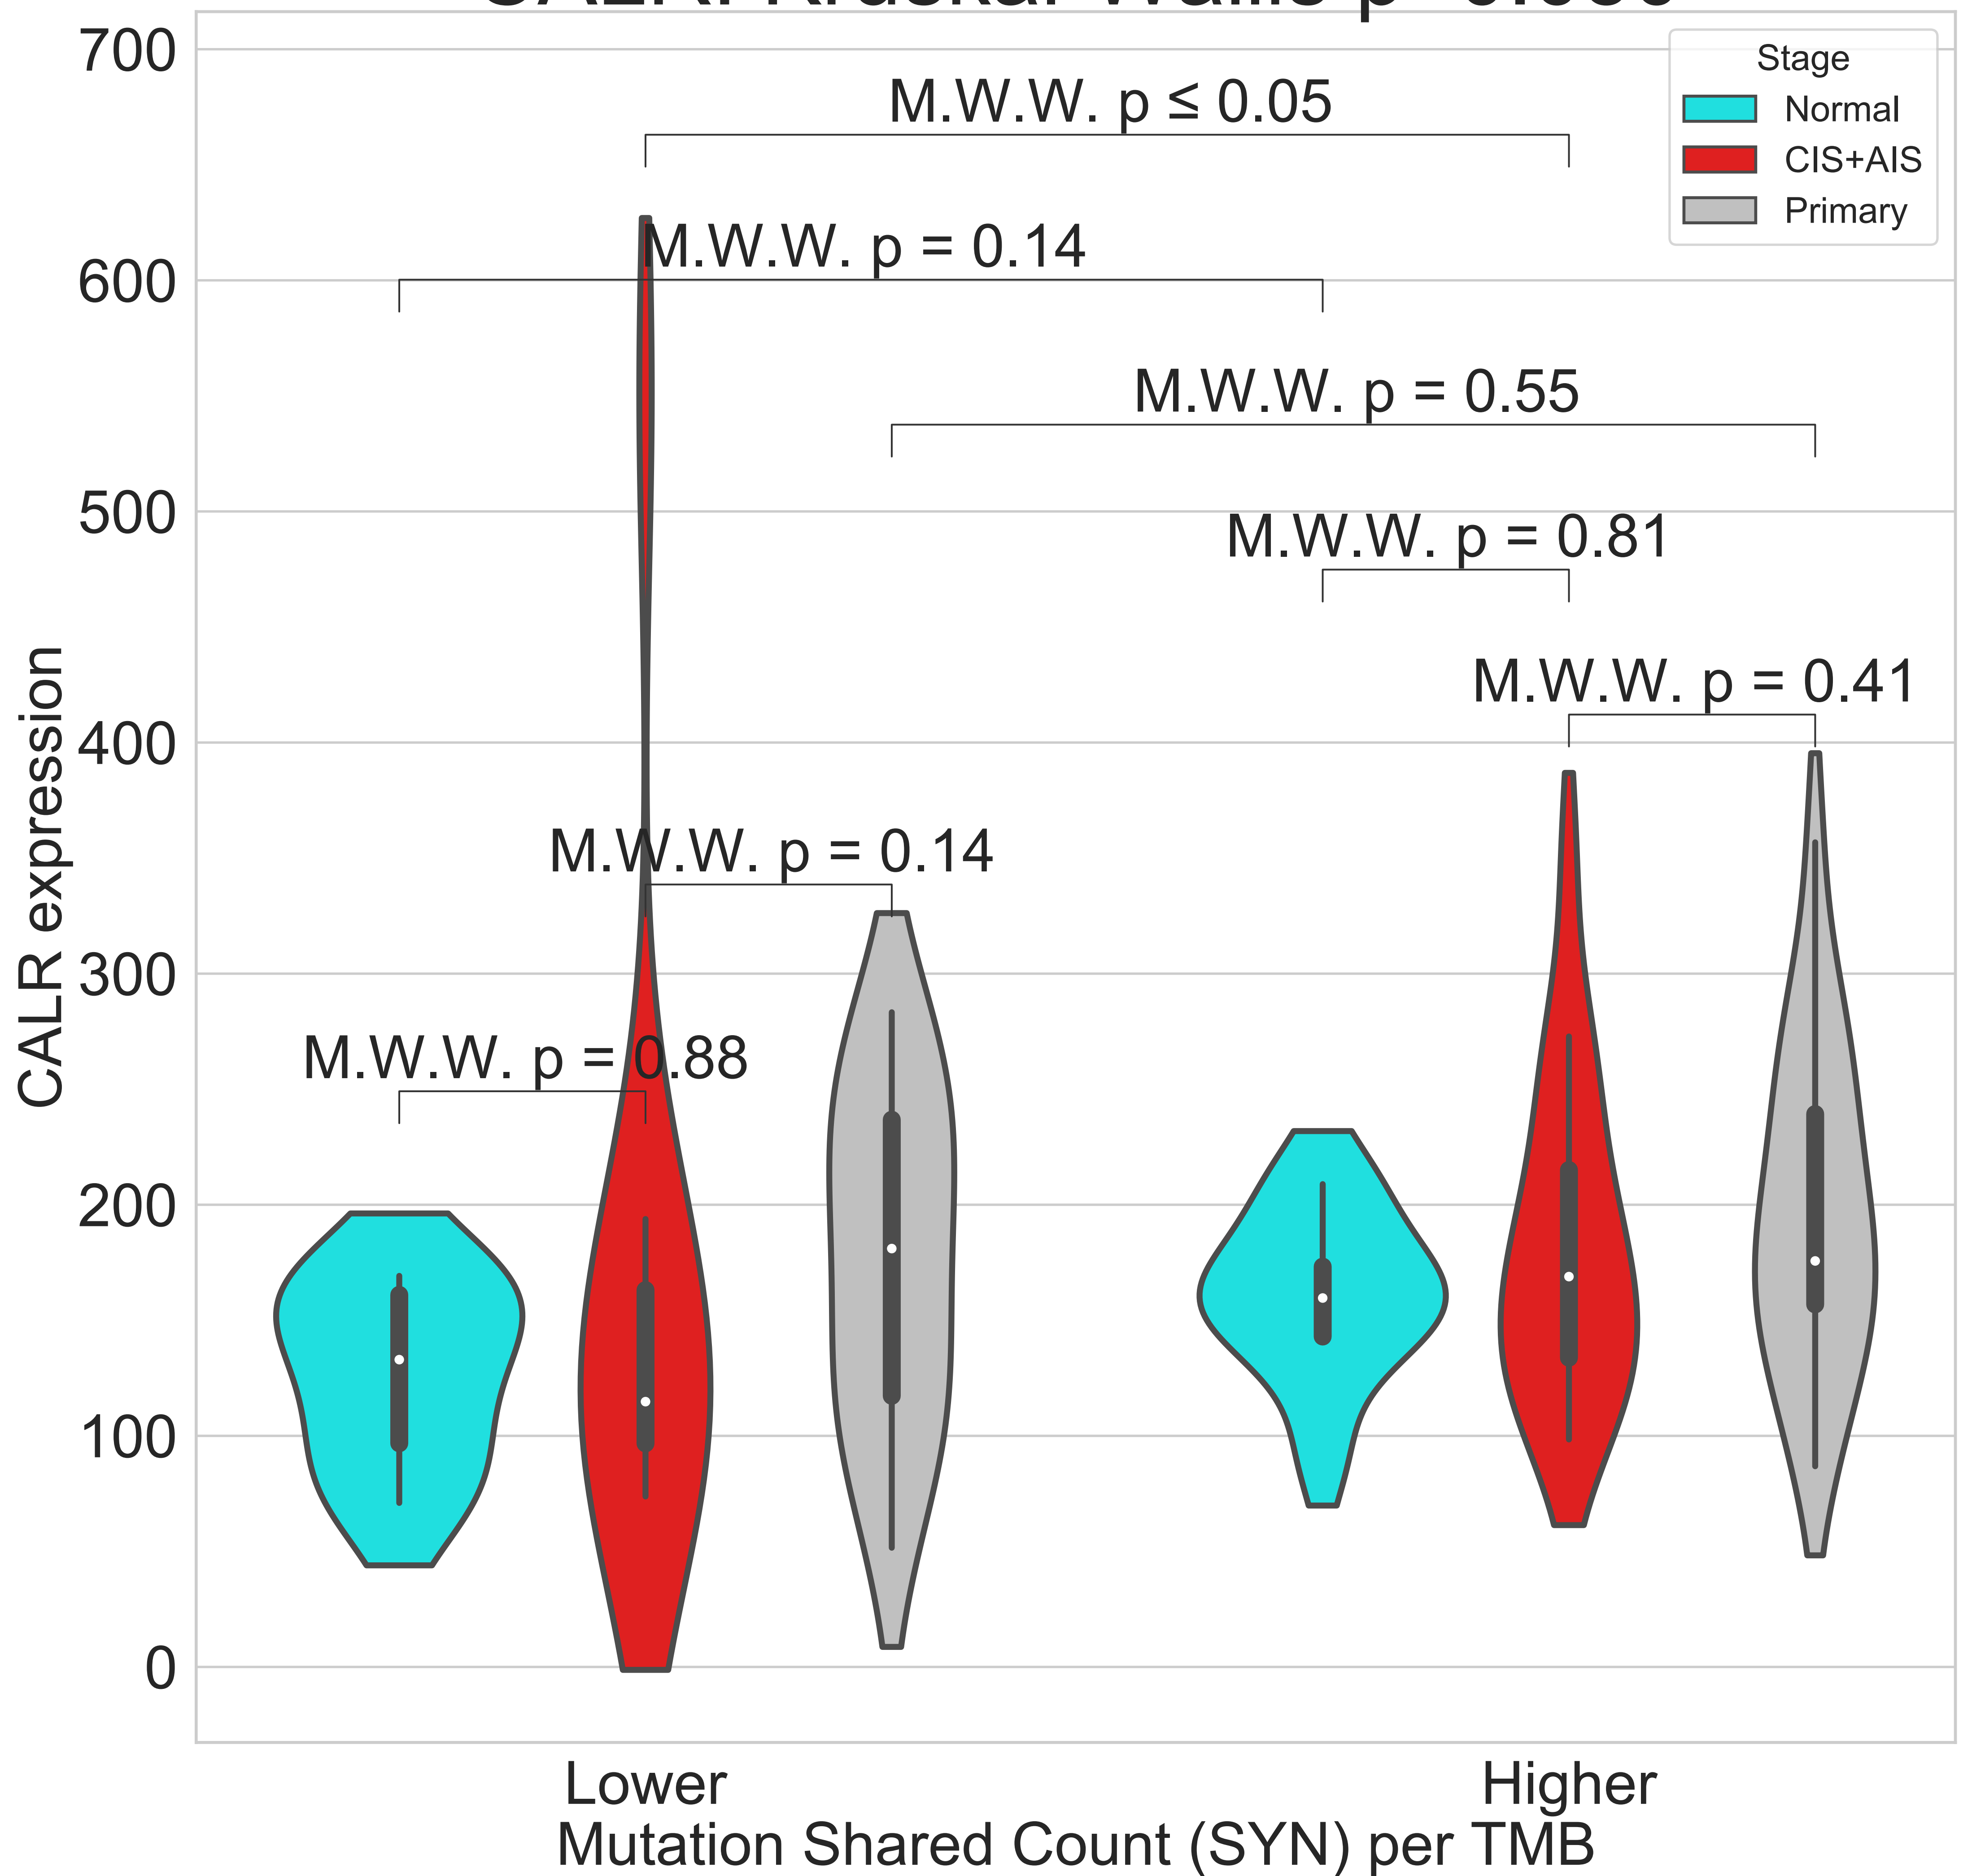 700
Stage
Normal
CIS+AIS
Primary
M.W.W. p ≤ 0.05
M.W.W. p = 0.14
600
M.W.W. p = 0.55
500
M.W.W. p = 0.81
M.W.W. p = 0.41
400
M.W.W. p = 0.14
300
M.W.W. p = 0.88
200
100
0
CALR expression
Lower
Higher
Mutation Shared Count (SYN) per TMB